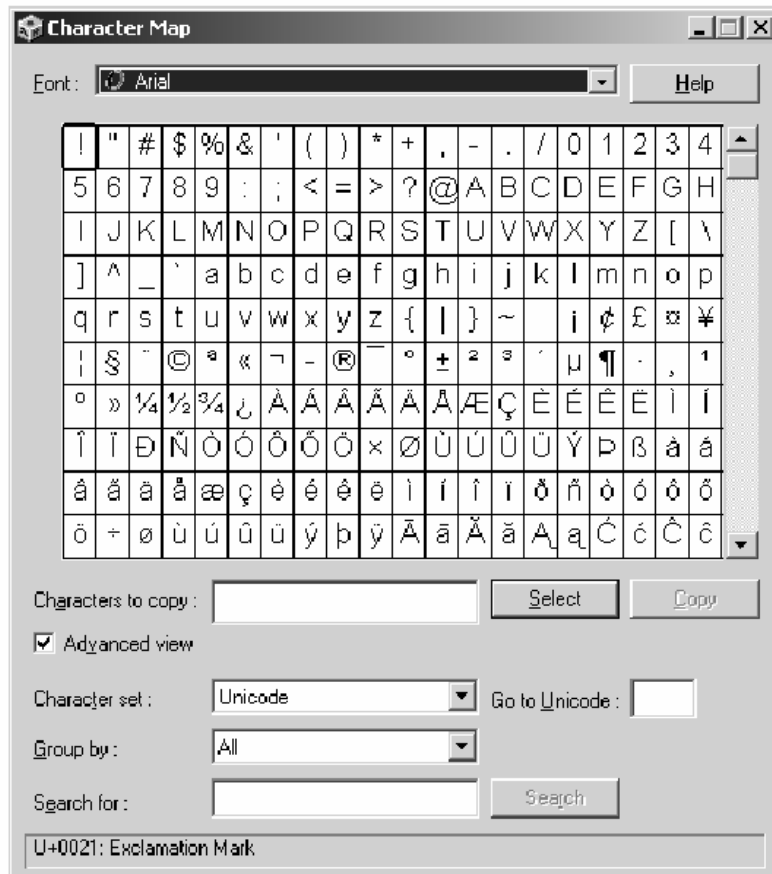 Character Map
Font : Arial Help
! " # $ % & ' ( ) * + , - . / 0 1 2 3 4
5 6 7 8 9 : ; < = > ? @ A B C D E F G H
I J K L M N O P Q R S T U V W X Y Z [ \
] ^ _ ` a b c d e f g h i j k l m n o p
q r s t u v w x y z { | } ~ ¡ ¢ £ ¤ ¥
¦ § ¨ © ª « ¬ - ® ¯ ° ± ² ³ ´ µ ¶ · ¸ ¹
º » ¼ ½ ¾ ¿ À Á Â Ã Ä Å Æ Ç È É Ê Ë Ì Í
Î Ï Ð Ñ Ò Ó Ô Õ Ö × Ø Ù Ú Û Ü Ý Þ ß à á
â ã ä å æ ç è é ê ë ì í î ï ð ñ ò ó ô õ
ö ÷ ø ù ú û ü ý þ ÿ Ā ā Ă ă Ą ą Ć ć Ĉ ĉ
Characters to copy : Select Copy
Advanced view
Character set : Unicode Go to Unicode :
Group by : All
Search for : Search
U+0021: Exclamation Mark